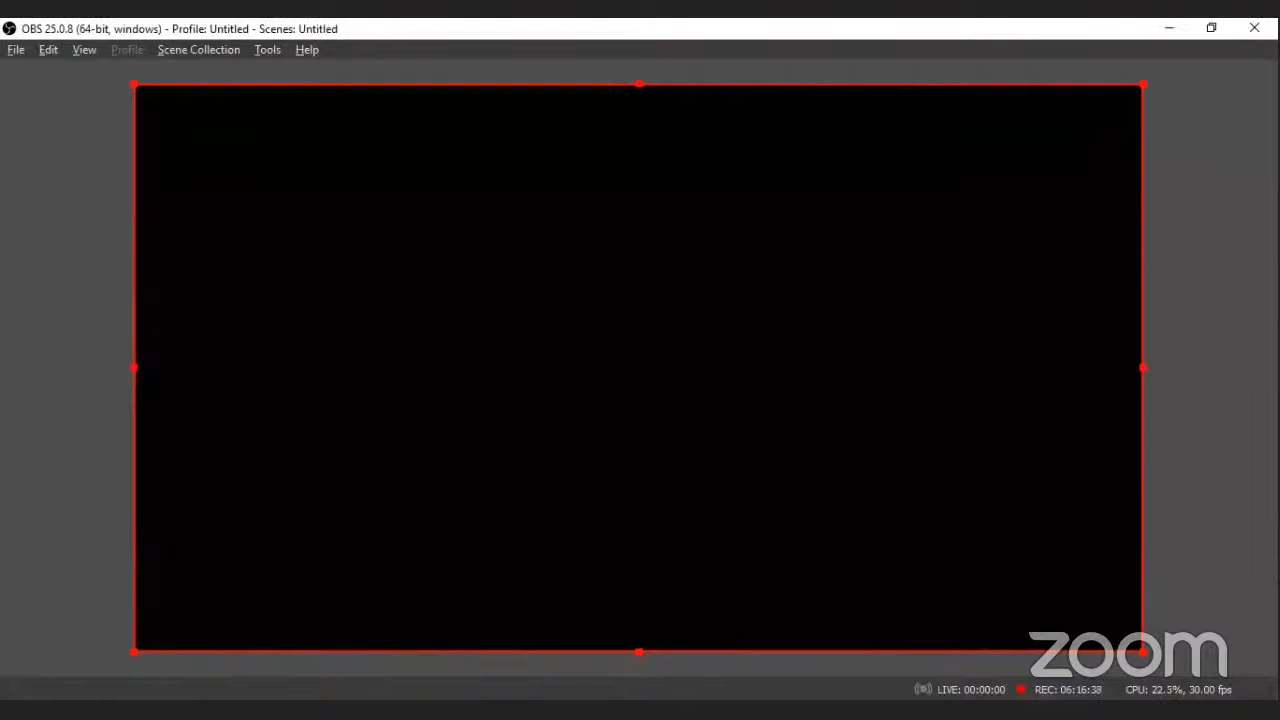 OBS 25.0.8 (64-bit, windows) - Profile: Untitled - Scenes: Untitled
File Edit View Profile Scene Collection Tools Help
zoom
LIVE: 00:00:00 REC: 06:16:38 CPU: 22.5%, 30.00 fps